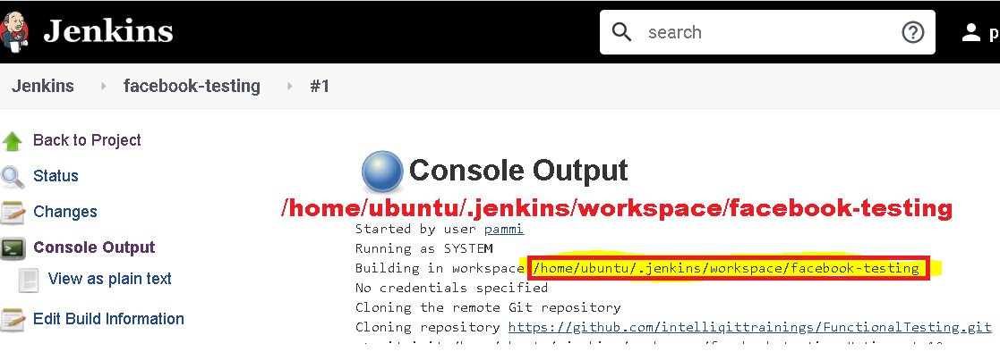 Jenkins
search
p
Jenkins facebook-testing #1
Back to Project
Status
Changes
Console Output
View as plain text
Edit Build Information
Console Output
/home/ubuntu/.jenkins/workspace/facebook-testing
Started by user pammi
Running as SYSTEM
Building in workspace /home/ubuntu/.jenkins/workspace/facebook-testing
No credentials specified
Cloning the remote Git repository
Cloning repository https://github.com/intelliqittrainings/FunctionalTesting.git